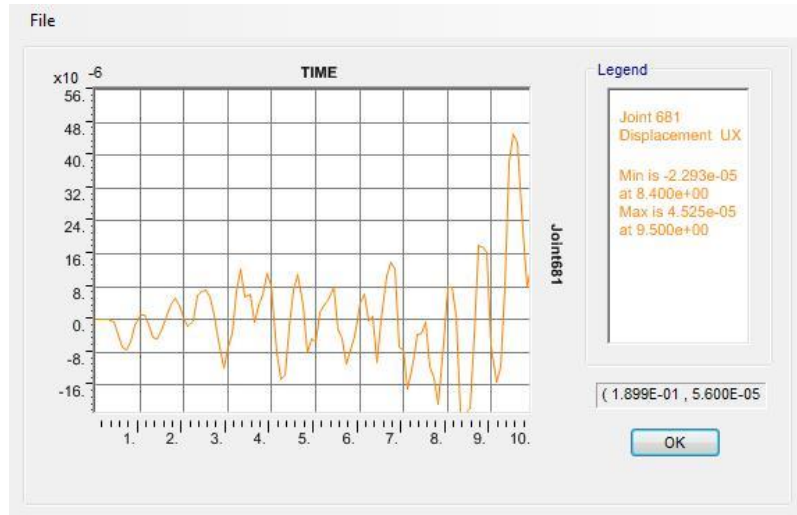 File
x10 -6
TIME
56.
48.
40.
32.
24.
16.
8.
0.
-8.
-16.
1. 2. 3. 4. 5. 6. 7. 8. 9. 10.
Joint681
Legend
Joint 681
Displacement UX
Min is -2.293e-05
at 8.400e+00
Max is 4.525e-05
at 9.500e+00
( 1.899E-01 , 5.600E-05
OK